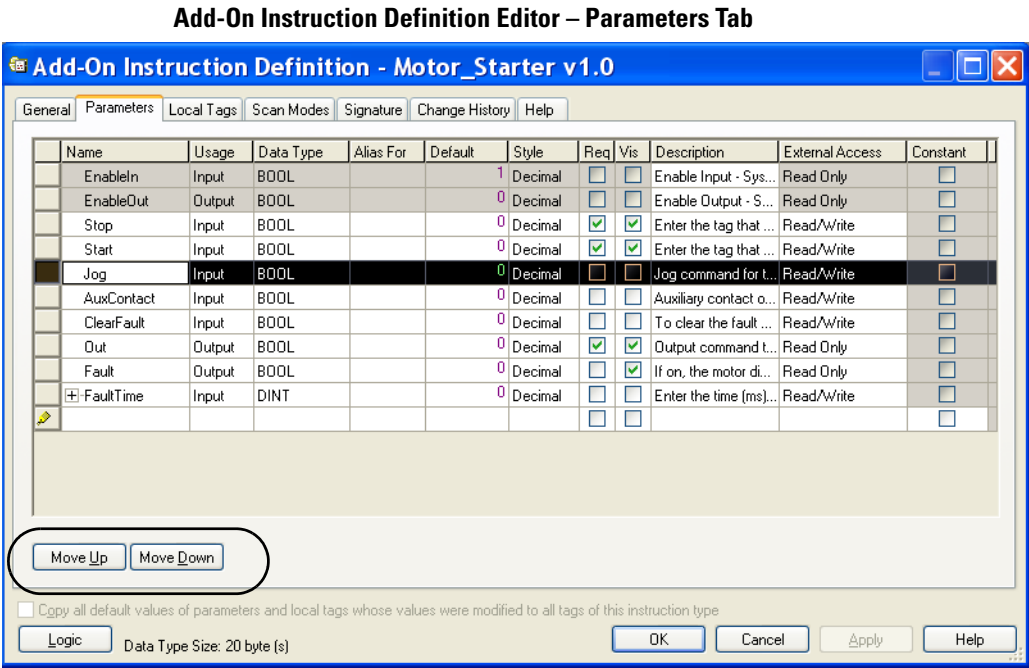 Add-On Instruction Definition Editor – Parameters Tab
Add-On Instruction Definition - Motor_Starter v1.0
General Parameters Local Tags Scan Modes Signature Change History Help
Name Usage Data Type Alias For Default Style Req Vis Description External Access Constant
EnableIn Input BOOL 1 Decimal Enable Input - Sys... Read Only
EnableOut Output BOOL 0 Decimal Enable Output - S... Read Only
Stop Input BOOL 0 Decimal Enter the tag that ... Read/Write
Start Input BOOL 0 Decimal Enter the tag that ... Read/Write
Jog Input BOOL 0 Decimal Jog command for t... Read/Write
AuxContact Input BOOL 0 Decimal Auxiliary contact o... Read/Write
ClearFault Input BOOL 0 Decimal To clear the fault ... Read/Write
Out Output BOOL 0 Decimal Output command t... Read Only
Fault Output BOOL 0 Decimal If on, the motor di... Read Only
FaultTime Input DINT 0 Decimal Enter the time (ms)... Read/Write
Move Up Move Down
Copy all default values of parameters and local tags whose values were modified to all tags of this instruction type
Logic Data Type Size: 20 byte (s) OK Cancel Apply Help